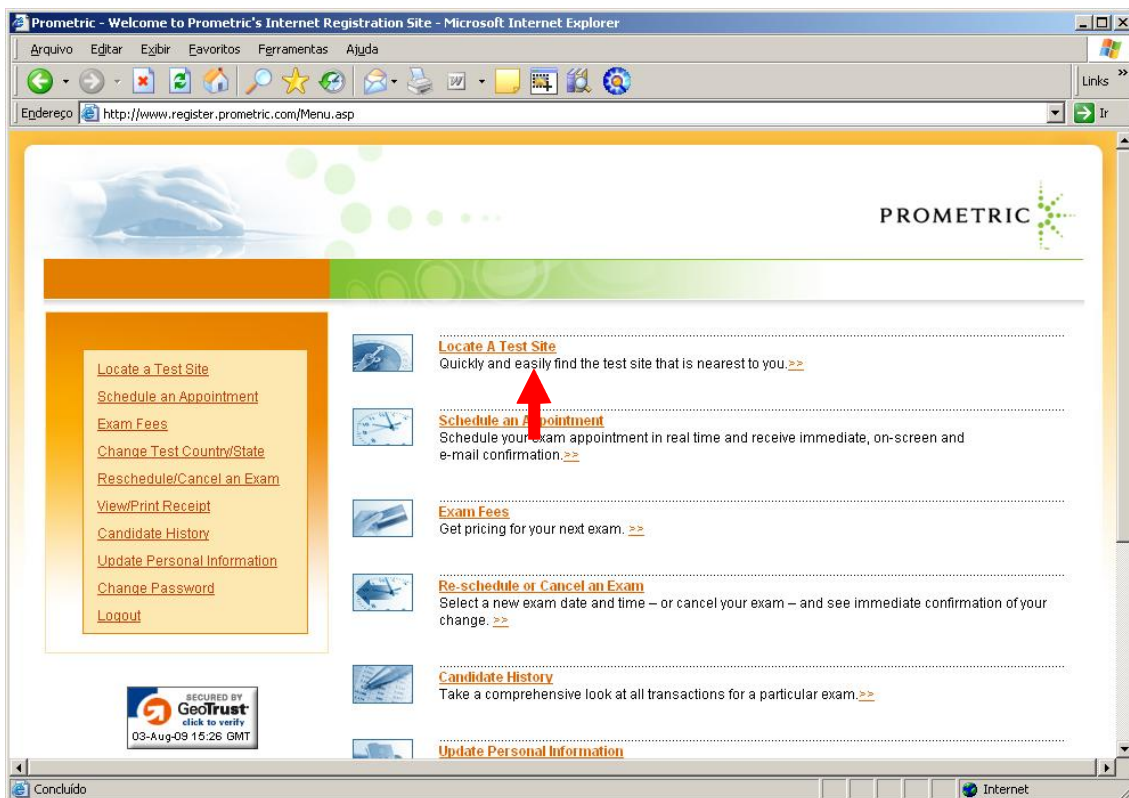 Prometric - Welcome to Prometric's Internet Registration Site - Microsoft Internet Explorer
Arquivo Editar Exibir Favoritos Ferramentas Ajuda
Links »
Endereço http://www.register.prometric.com/Menu.asp Ir
PROMETRIC
Locate a Test Site
Schedule an Appointment
Exam Fees
Change Test Country/State
Reschedule/Cancel an Exam
View/Print Receipt
Candidate History
Update Personal Information
Change Password
Logout
SECURED BY
GeoTrust
click to verify
03-Aug-09 15:26 GMT
Locate A Test Site
Quickly and easily find the test site that is nearest to you.>>
Schedule an Appointment
Schedule your exam appointment in real time and receive immediate, on-screen and
e-mail confirmation.>>
Exam Fees
Get pricing for your next exam. >>
Re-schedule or Cancel an Exam
Select a new exam date and time – or cancel your exam – and see immediate confirmation of your
change. >>
Candidate History
Take a comprehensive look at all transactions for a particular exam.>>
Update Personal Information
Concluído Internet